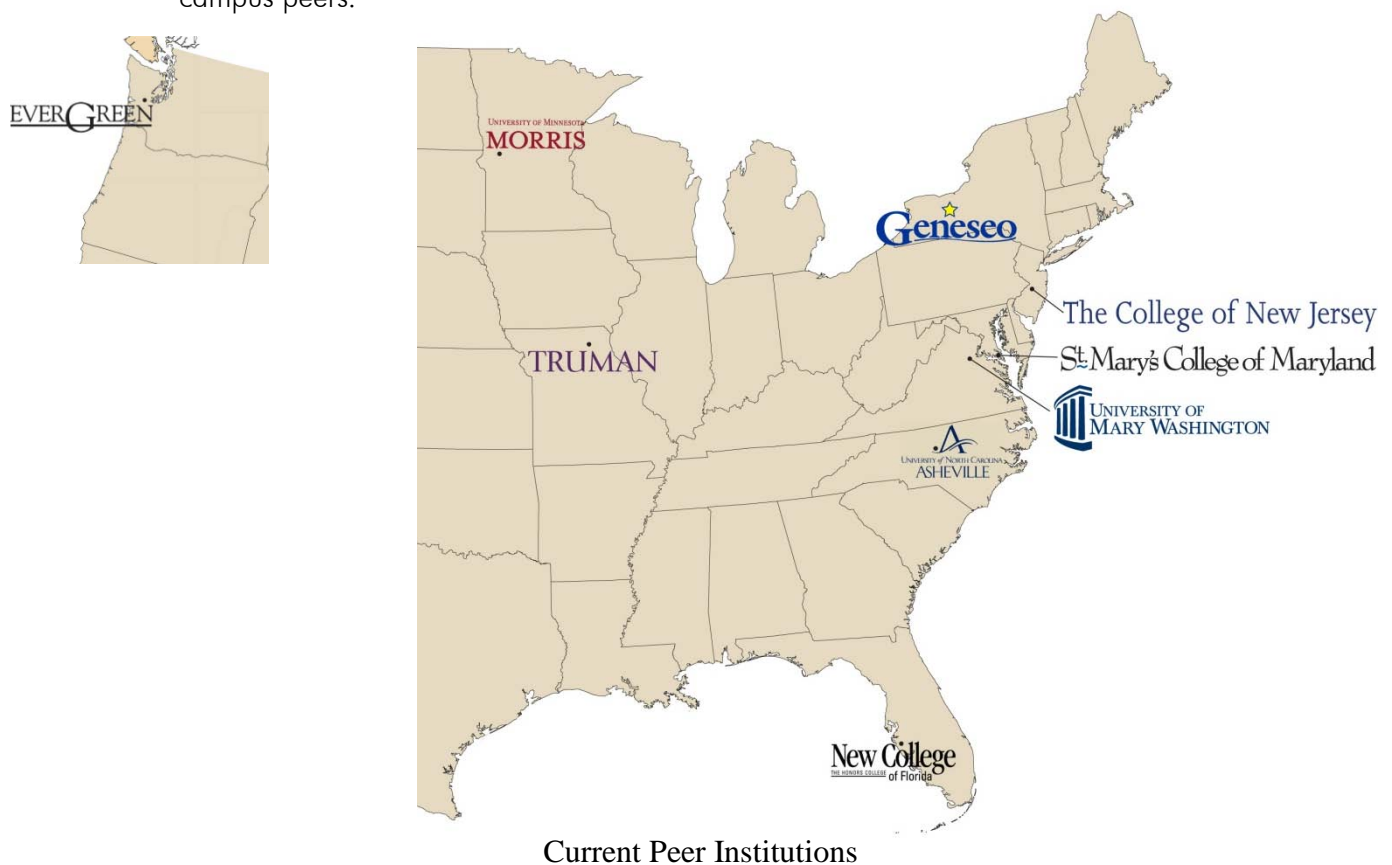 campus peers.
EVERGREEN
UNIVERSITY OF MINNESOTA
MORRIS
Geneseo
The College of New Jersey
TRUMAN
St. Mary's College of Maryland
UNIVERSITY OF
MARY WASHINGTON
UNIVERSITY of NORTH CAROLINA
ASHEVILLE
New College
THE HONORS COLLEGE of Florida
Current Peer Institutions